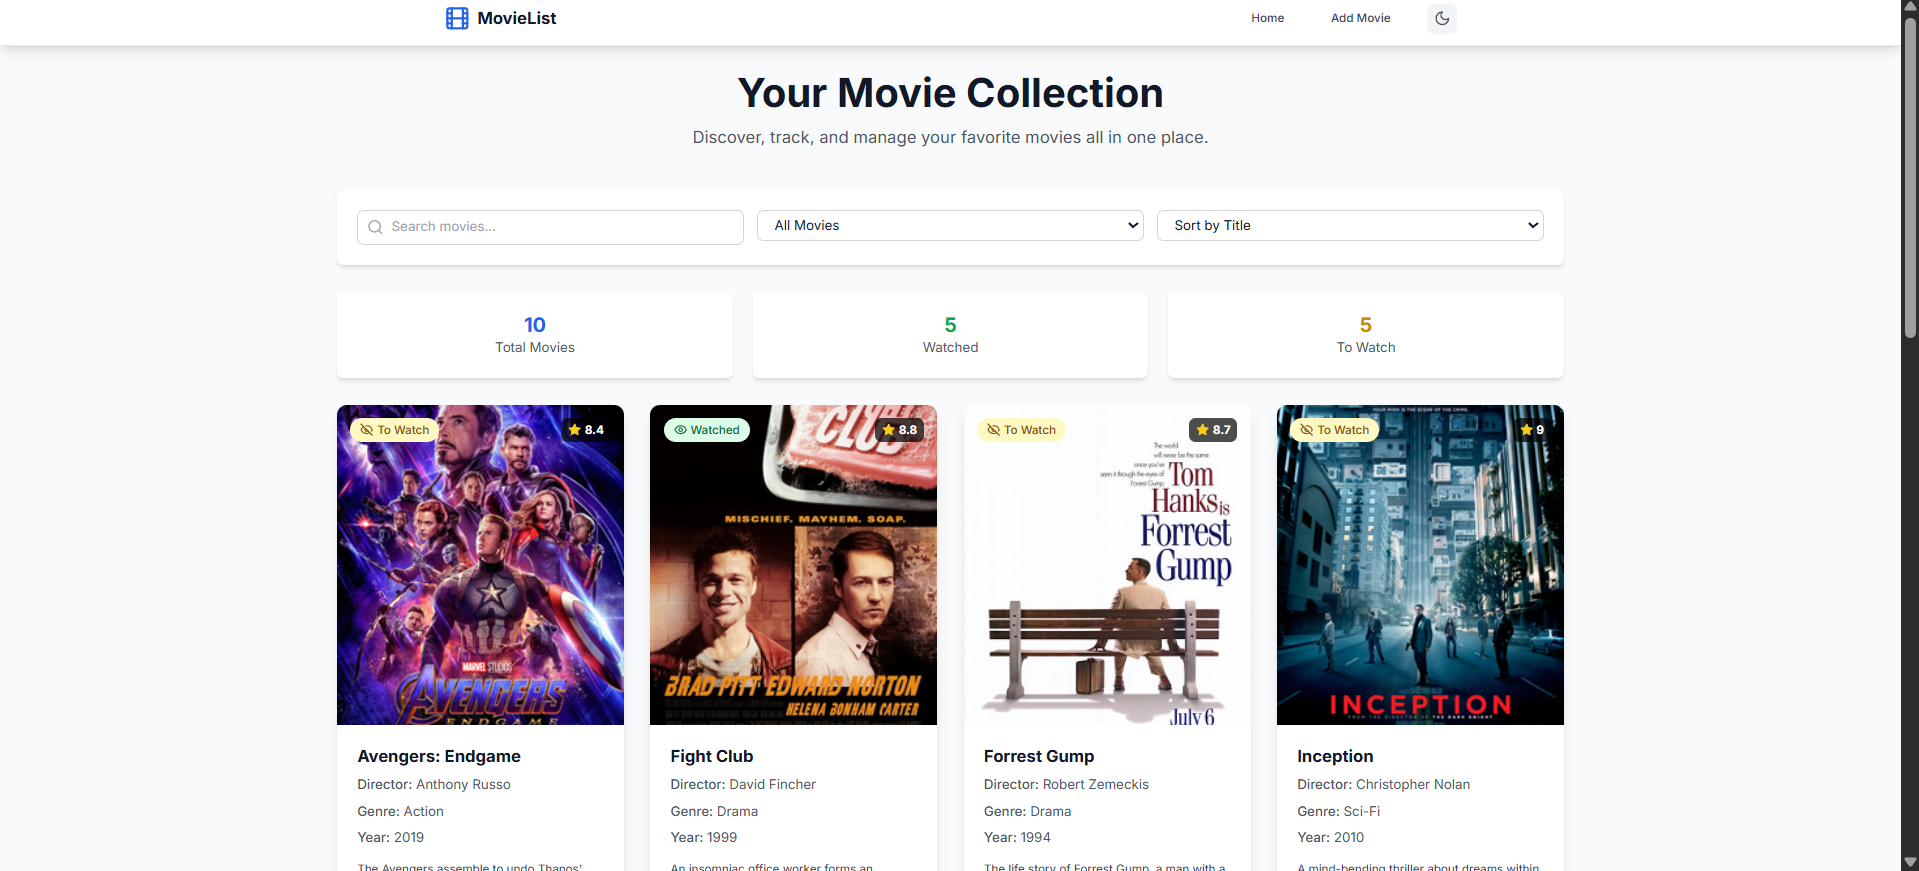 MovieList
Home
Add Movie
Your Movie Collection
Discover, track, and manage your favorite movies all in one place.
Search movies...
All Movies
Sort by Title
10
Total Movies
5
Watched
5
To Watch
To Watch
8.4
MARVEL STUDIOS
AVENGERS
ENDGAME
Avengers: Endgame
Director: Anthony Russo
Genre: Action
Year: 2019
The Avengers assemble to undo Thanos'
Watched
8.8
CLUB
MISCHIEF. MAYHEM. SOAP.
BRAD PITT EDWARD NORTON
HELENA BONHAM CARTER
Fight Club
Director: David Fincher
Genre: Drama
Year: 1999
An insomniac office worker forms an
To Watch
8.7
The world
will never be the same
once you've
seen it through the eyes of
Forrest Gump.
Tom
Hanks is
Forrest
Gump
July 6
Forrest Gump
Director: Robert Zemeckis
Genre: Drama
Year: 1994
The life story of Forrest Gump, a man with a
YOUR MIND IS THE SCENE OF THE CRIME.
To Watch
9
INCEPTION
FROM THE DIRECTOR OF THE DARK KNIGHT
Inception
Director: Christopher Nolan
Genre: Sci-Fi
Year: 2010
A mind-bending thriller about dreams within